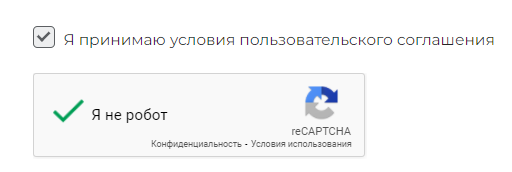 Я принимаю условия пользовательского соглашения
Я не робот
reCAPTCHA
Конфиденциальность - Условия использования